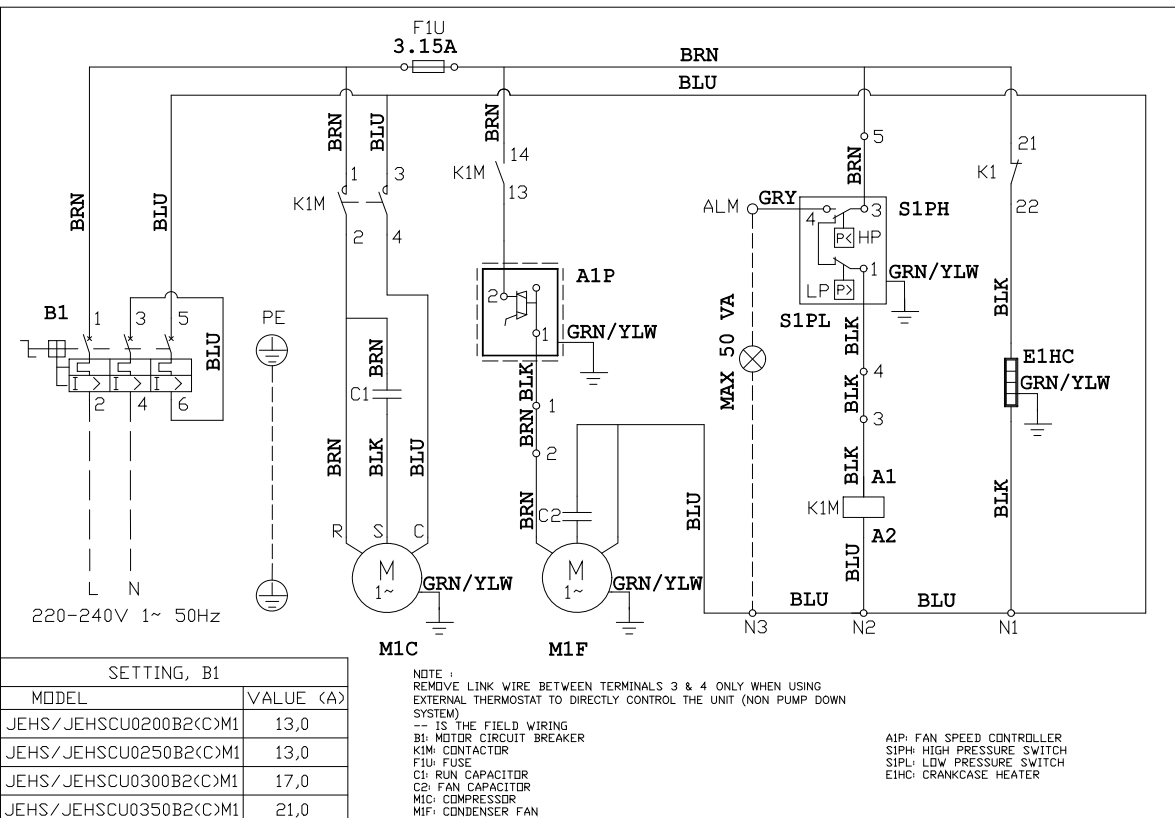 F1U
3.15A
BRN
BLU
BRN
BLU
BRN
BLU
BRN
14
K1M
13
1
3
K1M
2
4
5
BRN
21
K1
22
ALM
GRY
4
3
S1PH
P<
HP
1
GRN/YLW
LP
P>
S1PL
A1P
2
1
GRN/YLW
B1
1
3
5
BLU
I >
I >
I >
2
4
6
PE
MAX 50 VA
BLK
BLK
E1HC
GRN/YLW
BRN
C1
BLK
1
BRN
2
4
BLK
3
BRN
BLK
BLU
BRN
C2
BLU
BLK
A1
K1M
A2
BLU
BLK
R
S
C
M
1~
GRN/YLW
M
1~
GRN/YLW
L
N
220-240V 1~ 50Hz
BLU
BLU
N3
N2
N1
M1C
M1F
SETTING, B1
MODEL
VALUE (A)
JEHS/JEHSCU0200B2(C)M1
13,0
JEHS/JEHSCU0250B2(C)M1
13,0
JEHS/JEHSCU0300B2(C)M1
17,0
JEHS/JEHSCU0350B2(C)M1
21,0
NOTE :
REMOVE LINK WIRE BETWEEN TERMINALS 3 & 4 ONLY WHEN USING
EXTERNAL THERMOSTAT TO DIRECTLY CONTROL THE UNIT (NON PUMP DOWN
SYSTEM)
-- IS THE FIELD WIRING
B1: MOTOR CIRCUIT BREAKER
K1M: CONTACTOR
F1U: FUSE
C1: RUN CAPACITOR
C2: FAN CAPACITOR
M1C: COMPRESSOR
M1F: CONDENSER FAN
A1P: FAN SPEED CONTROLLER
S1PH: HIGH PRESSURE SWITCH
S1PL: LOW PRESSURE SWITCH
E1HC: CRANKCASE HEATER